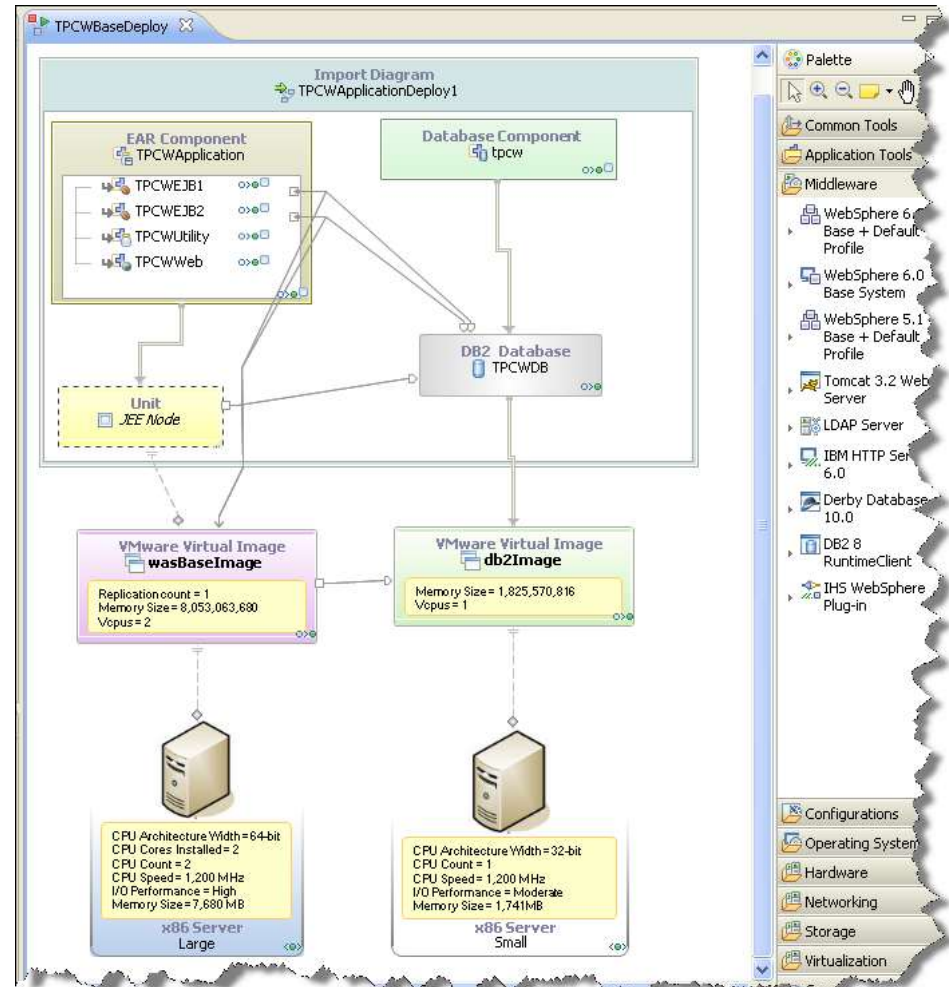 TPCWBaseDeploy
Import Diagram
TPCWApplicationDeploy1
EAR Component
TPCWApplication
TPCWEJB1
TPCWEJB2
TPCWUtility
TPCWWeb
Database Component
tpcw
DB2 Database
TPCWDB
Unit
JEE Node
VMware Virtual Image
wasBaseImage
Replication count = 1
Memory Size = 8,053,063,680
Vcpus = 2
VMware Virtual Image
db2Image
Memory Size = 1,825,570,816
Vcpus = 1
CPU Architecture Width = 64-bit
CPU Cores Installed = 2
CPU Count = 2
CPU Speed = 1,200 MHz
I/O Performance = High
Memory Size = 7,680 MB
x86 Server
Large
CPU Architecture Width = 32-bit
CPU Count = 1
CPU Speed = 1,200 MHz
I/O Performance = Moderate
Memory Size = 1,741MB
x86 Server
Small
Palette
Common Tools
Application Tools
Middleware
WebSphere 6.
Base + Default
Profile
WebSphere 6.0
Base System
WebSphere 5.1
Base + Default
Profile
Tomcat 3.2 Web
Server
LDAP Server
IBM HTTP Ser
6.0
Derby Database
10.0
DB2 8
RuntimeClient
IHS WebSphere
Plug-in
Configurations
Operating System
Hardware
Networking
Storage
Virtualization